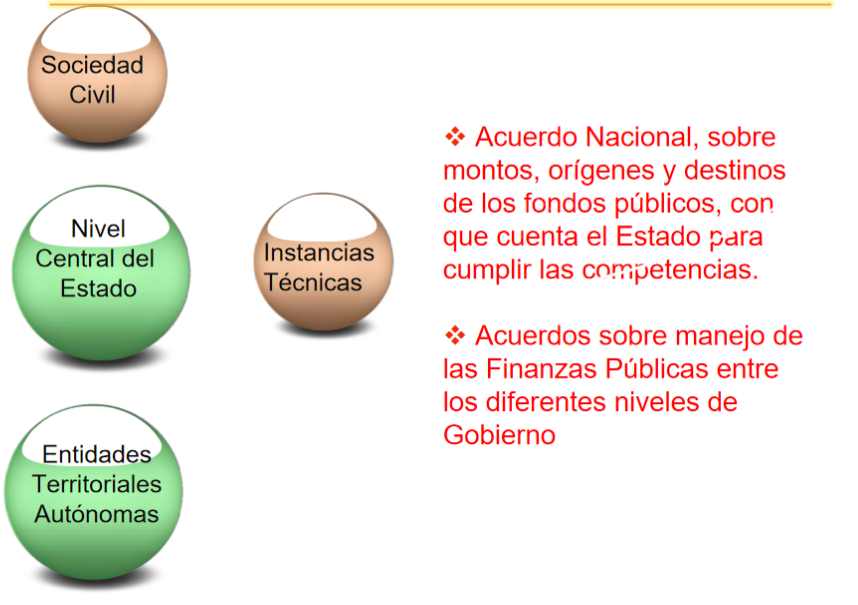 Sociedad
Civil
Nivel
Central del
Estado
Entidades
Territoriales
Autónomas
Instancias
Técnicas
❖ Acuerdo Nacional, sobre
montos, orígenes y destinos
de los fondos públicos, con
que cuenta el Estado para
cumplir las competencias.
❖ Acuerdos sobre manejo de
las Finanzas Públicas entre
los diferentes niveles de
Gobierno